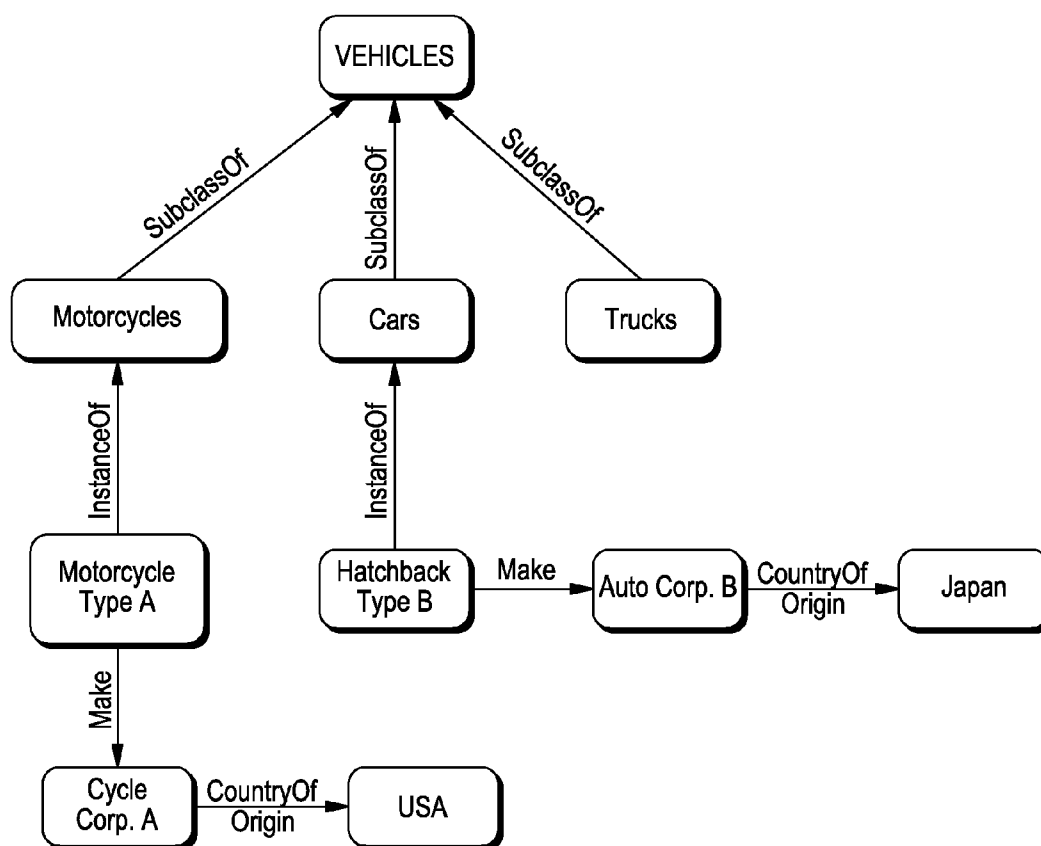 VEHICLES
SubclassOf
SubclassOf
SubclassOf
Motorcycles
Cars
Trucks
InstanceOf
InstanceOf
Motorcycle
Type A
Hatchback
Type B
Make
Auto Corp. B
CountryOf
Origin
Japan
Make
Cycle
Corp. A
CountryOf
Origin
USA